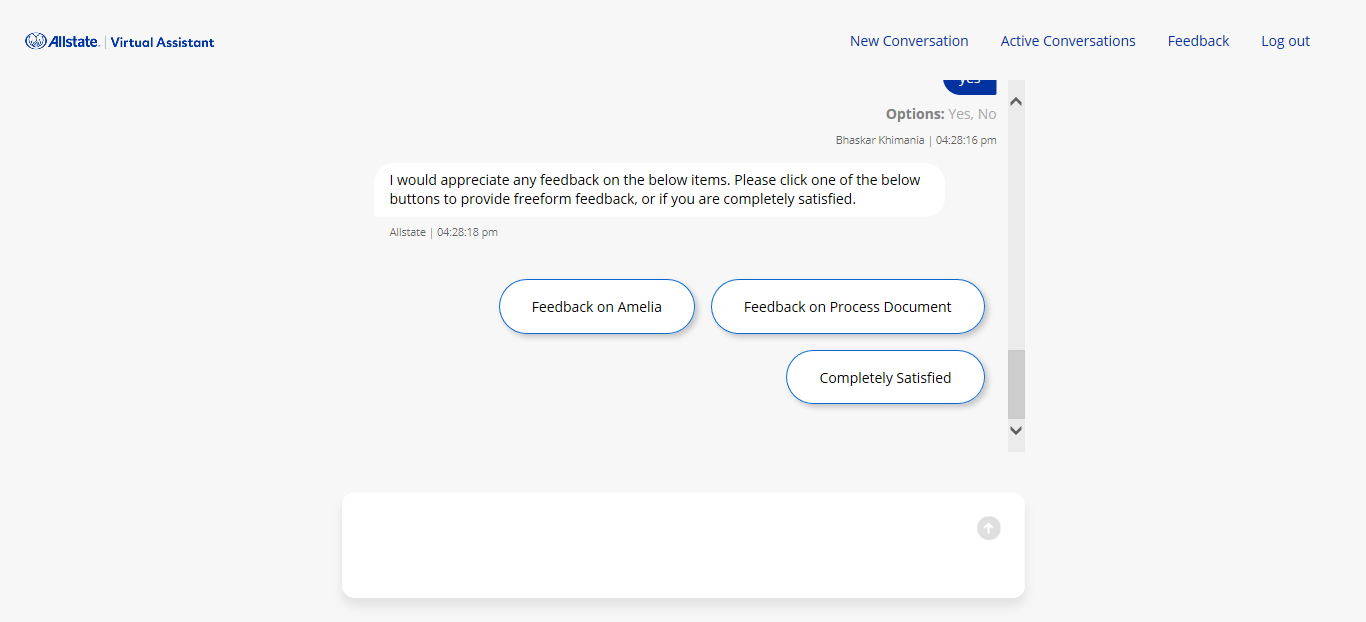 Allstate. | Virtual Assistant
New Conversation
Active Conversations
Feedback
Log out
yes
Options: Yes, No
Bhaskar Khimania | 04:28:16 pm
I would appreciate any feedback on the below items. Please click one of the below
buttons to provide freeform feedback, or if you are completely satisfied.
Allstate | 04:28:18 pm
Feedback on Amelia
Feedback on Process Document
Completely Satisfied